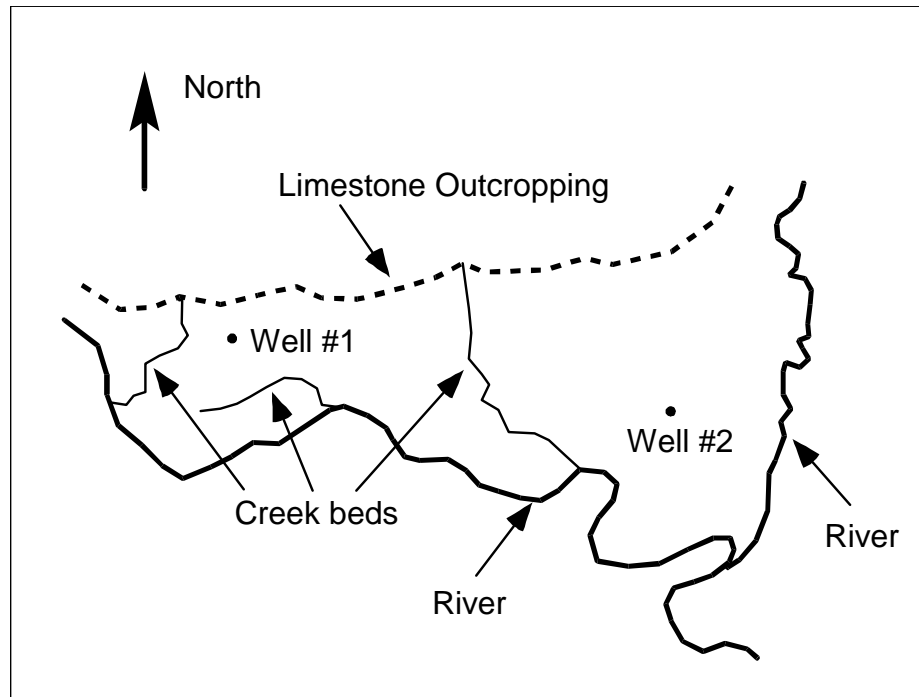 North
Limestone Outcropping
Well #1
Well #2
Creek beds
River
River